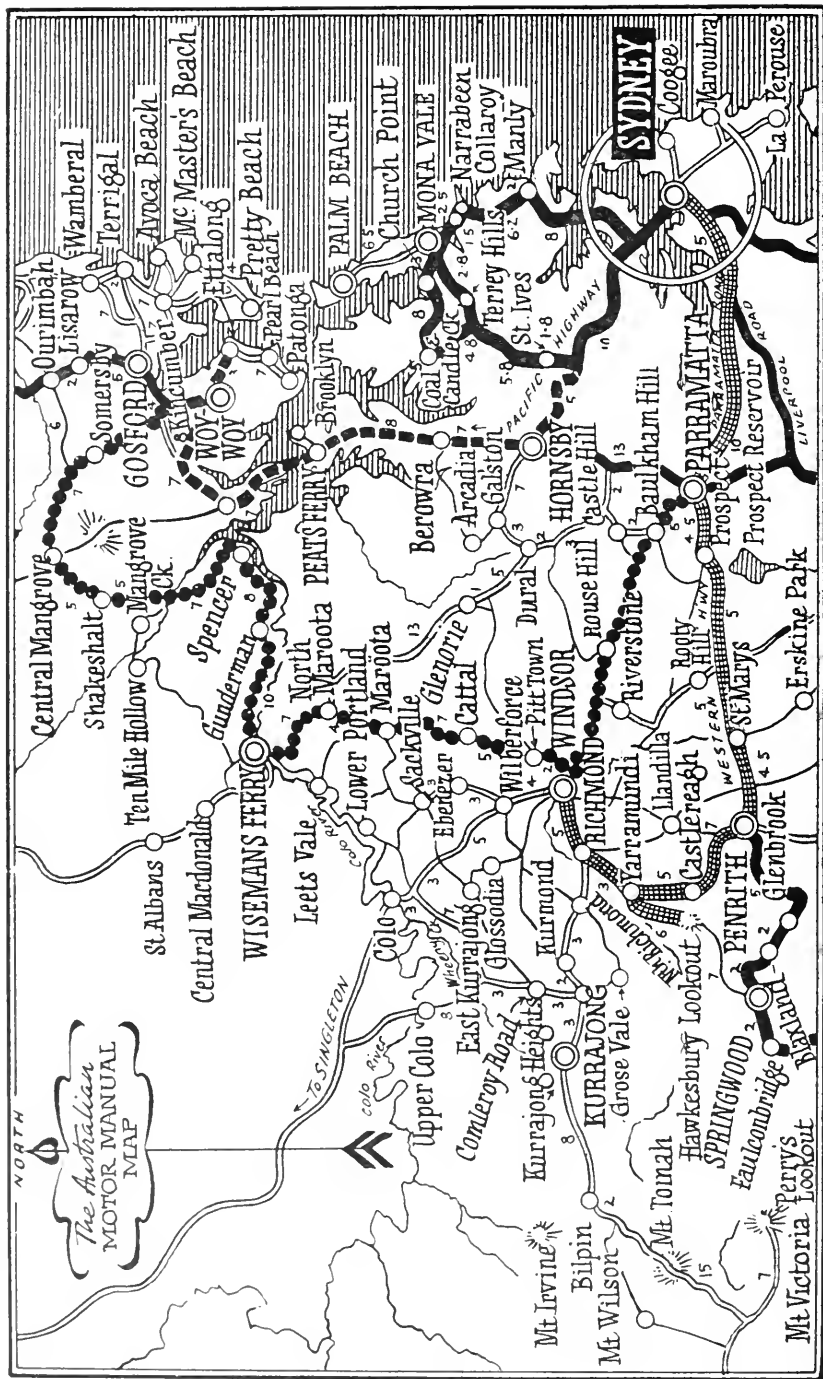 NORTH
The Australian
MOTOR MANUAL
MAP
TO SINGLETON
COLO RIVER
St Albans
Central Macdonald
Ten Mile Hollow
Central Mangrove
Shakeshalt
Mangrove
CK.
Somersby
Ourimbah
Lisarow
Wamberal
Terrigal
Avoca Beach
McMaster's Beach
GOSFORD
Kincumber
Ettalong
Pretty Beach
Pearl Beach
Patonga
WOY-
WOY
WISEMANS FERRY
Gunderman
Spencer
North
Maroota
Maroota
Leets Vale
Lower Portland
Colo River
Colo
Upper Colo
Sackville
Ebenezer
Cattai
Glenorie
Wilberforce
Pitt Town
WINDSOR
PEATS FERRY
Brooklyn
Berowra
Arcadia
Galston
Dural
HORNSBY
PACIFIC
HIGHWAY
PALM BEACH
Church Point
MONA VALE
Narrabeen
Collaroy
Manly
Coal
Candle Ck
Terrey Hills
St. Ives
East Kurrajong
Glossodia
Comleroy Road
Kurrajong Heights
KURRAJONG
Grose Vale
Kurmond
Nth Richmond
RICHMOND
Yarramundi
Castlereagh
Llandilla
Riverstone
Rouse Hill
Castle Hill
Baulkham Hill
PARRAMATTA
PARRAMATTA ROAD
LIVERPOOL
ROAD
Prospect
Prospect Reservoir
Rooty
Hill
WESTERN
HWY
St Marys
Erskine Park
PENRITH
Glenbrook
Blaxland
SPRINGWOOD
Faulconbridge
Hawkesbury Lookout
Mt Irvine
Bilpin
Mt Wilson
Mt Tomah
Perry's
Lookout
Mt Victoria
SYDNEY
Coogee
Maroubra
La Perouse